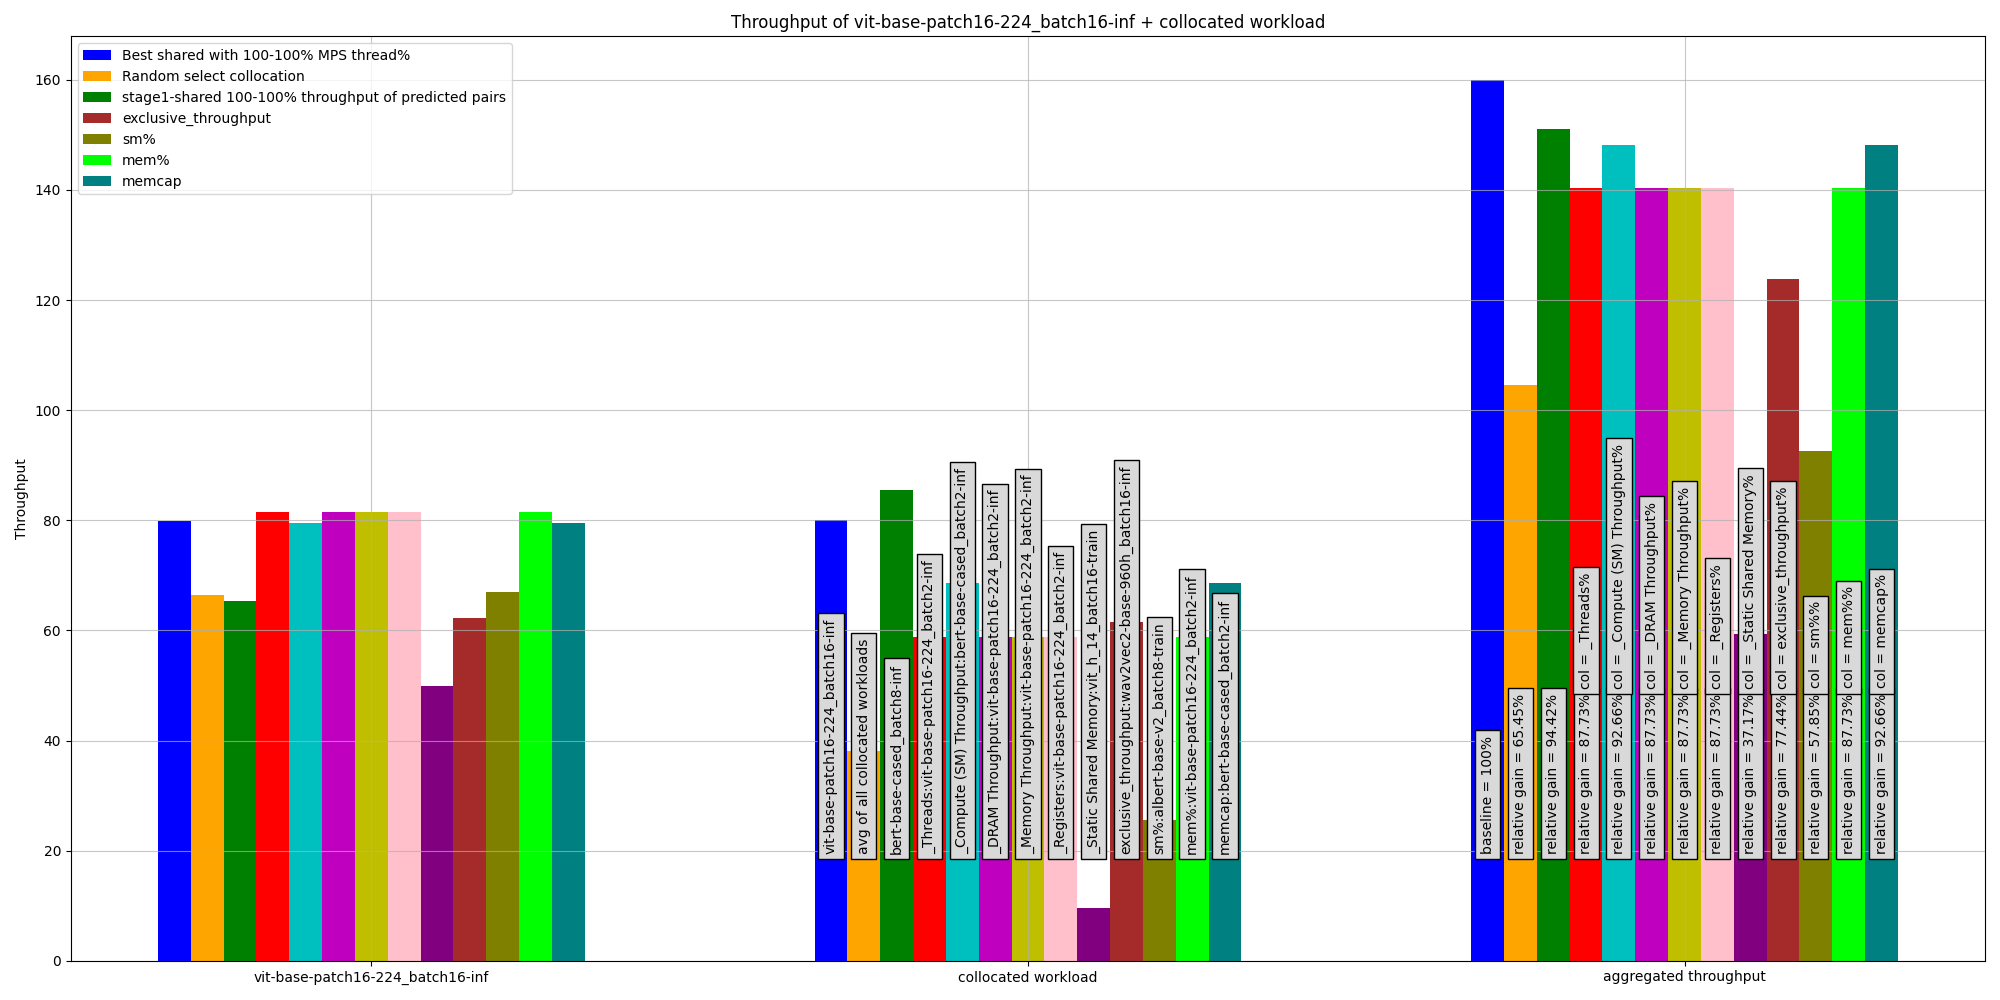 Throughput of vit-base-patch16-224_batch16-inf + collocated workload
Best shared with 100-100% MPS thread%
Random select collocation
stage1-shared 100-100% throughput of predicted pairs
exclusive_throughput
sm%
mem%
memcap
Throughput
160
140
120
100
80
60
40
20
0
vit-base-patch16-224_batch16-inf
avg of all collocated workloads
bert-base-cased_batch8-inf
_Threads:vit-base-patch16-224_batch2-inf
_Compute (SM) Throughput:bert-base-cased_batch2-inf
_DRAM Throughput:vit-base-patch16-224_batch2-inf
_Memory Throughput:vit-base-patch16-224_batch2-inf
_Registers:vit-base-patch16-224_batch2-inf
_Static Shared Memory:vit_h_14_batch16-train
exclusive_throughput:wav2vec2-base-960h_batch16-inf
sm%:albert-base-v2_batch8-train
mem%:vit-base-patch16-224_batch2-inf
memcap:bert-base-cased_batch2-inf
baseline = 100%
relative gain = 65.45%
relative gain = 94.42%
relative gain = 87.73% col = _Threads%
relative gain = 92.66% col = _Compute (SM) Throughput%
relative gain = 87.73% col = _DRAM Throughput%
relative gain = 87.73% col = _Memory Throughput%
relative gain = 87.73% col = _Registers%
relative gain = 37.17% col = _Static Shared Memory%
relative gain = 77.44% col = exclusive_throughput%
relative gain = 57.85% col = sm%%
relative gain = 87.73% col = mem%%
relative gain = 92.66% col = memcap%
vit-base-patch16-224_batch16-inf
collocated workload
aggregated throughput